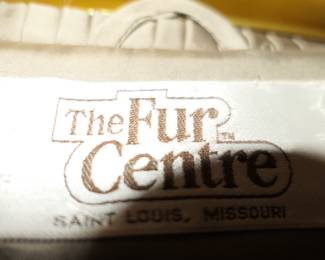 The Fur
Centre TM
SAINT LOUIS, MISSOURI